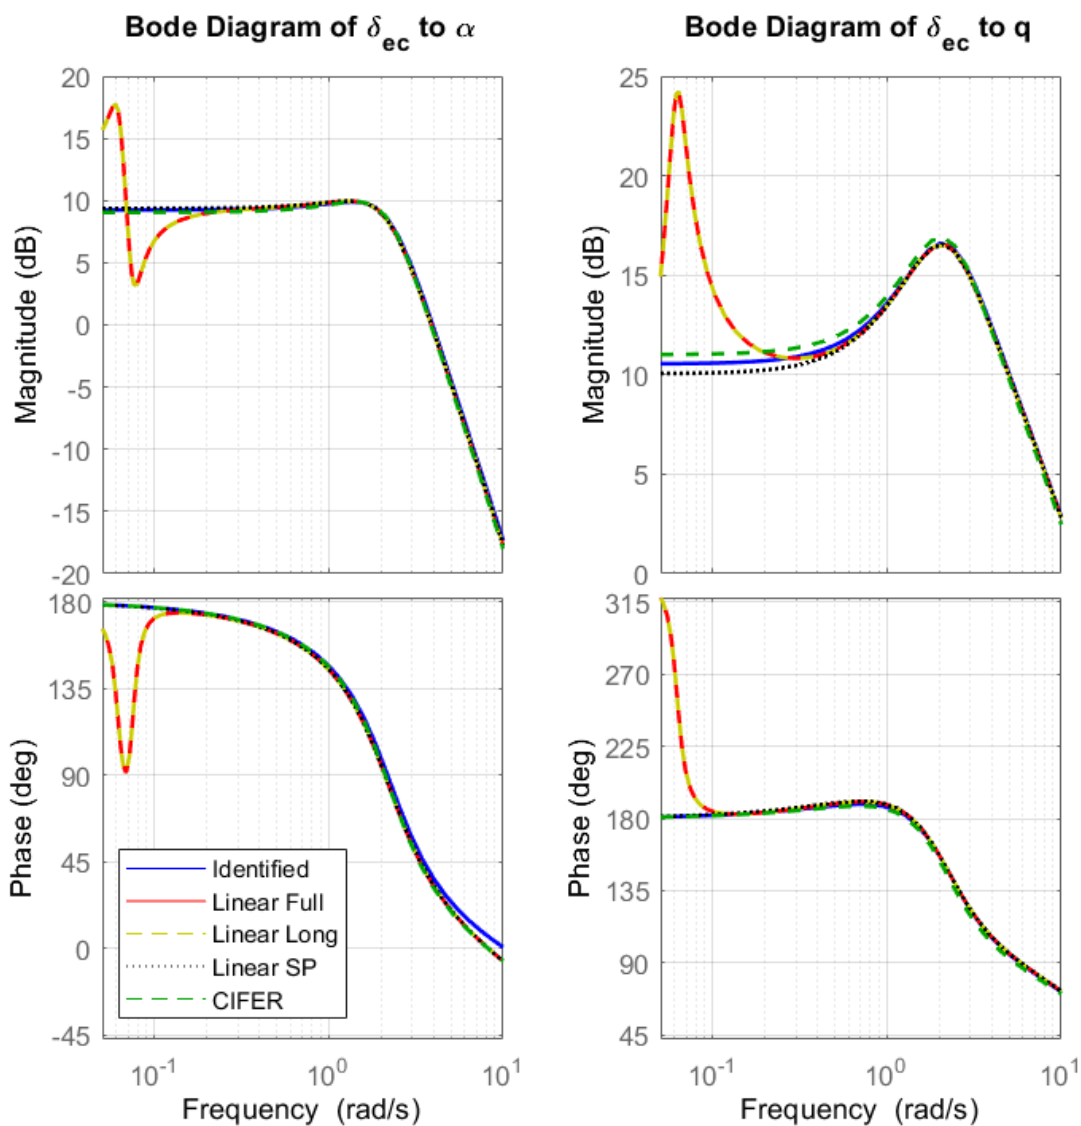 Bode Diagram of δec to α
Bode Diagram of δec to q
20
15
10
5
0
-5
-10
-15
-20
Magnitude (dB)
25
20
15
10
5
0
Magnitude (dB)
180
135
90
45
0
-45
Phase (deg)
Identified
Linear Full
Linear Long
Linear SP
CIFER
10-1
100
101
Frequency (rad/s)
315
270
225
180
135
90
45
Phase (deg)
10-1
100
101
Frequency (rad/s)